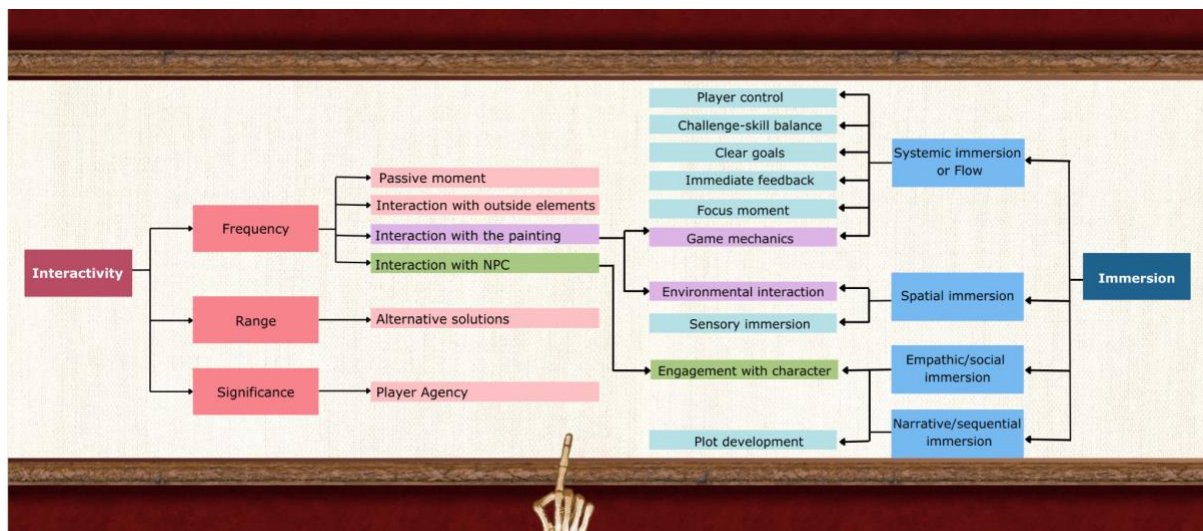 Interactivity
Frequency
Range
Significance
Passive moment
Interaction with outside elements
Interaction with the painting
Interaction with NPC
Alternative solutions
Player Agency
Player control
Challenge-skill balance
Clear goals
Immediate feedback
Focus moment
Game mechanics
Environmental interaction
Sensory immersion
Engagement with character
Plot development
Systemic immersion
or Flow
Spatial immersion
Empathic/social
immersion
Narrative/sequential
immersion
Immersion